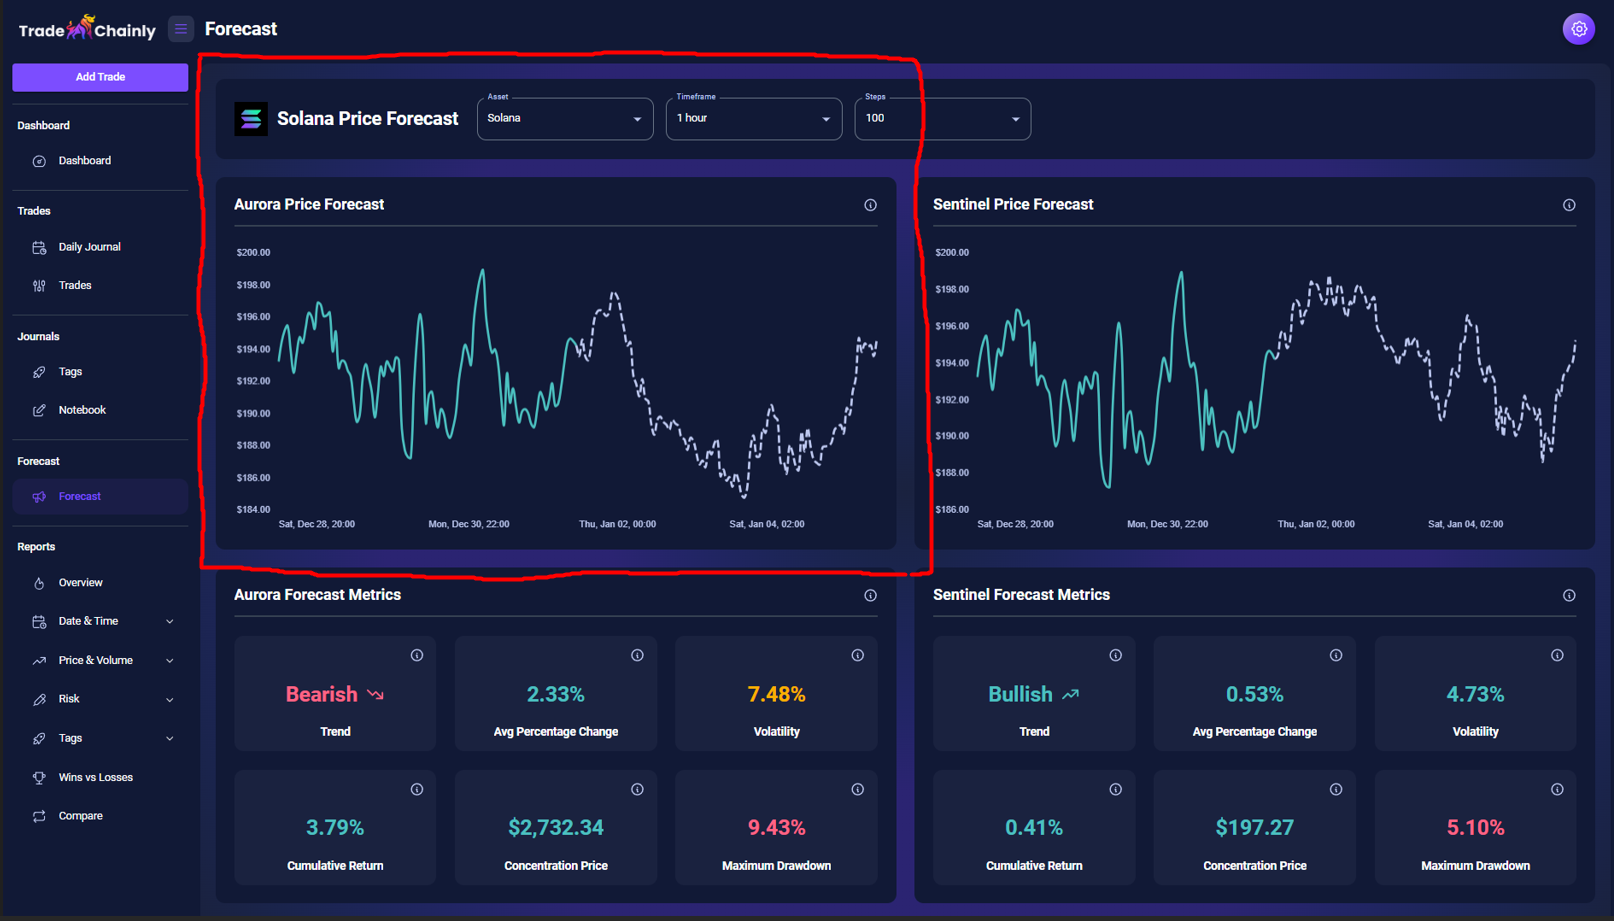 Trade Chainly
Forecast
Add Trade
Dashboard
Dashboard
Trades
Daily Journal
Trades
Journals
Tags
Notebook
Forecast
Forecast
Reports
Overview
Date & Time
Price & Volume
Risk
Tags
Wins vs Losses
Compare
Solana Price Forecast
Asset
Solana
Timeframe
1 hour
Steps
100
Aurora Price Forecast
$200.00
$198.00
$196.00
$194.00
$192.00
$190.00
$188.00
$186.00
$184.00
Sat, Dec 28, 20:00 Mon, Dec 30, 22:00 Thu, Jan 02, 00:00 Sat, Jan 04, 02:00
Sentinel Price Forecast
$200.00
$198.00
$196.00
$194.00
$192.00
$190.00
$188.00
$186.00
Sat, Dec 28, 20:00 Mon, Dec 30, 22:00 Thu, Jan 02, 00:00 Sat, Jan 04, 02:00
Aurora Forecast Metrics
Bearish
Trend
2.33%
Avg Percentage Change
7.48%
Volatility
3.79%
Cumulative Return
$2,732.34
Concentration Price
9.43%
Maximum Drawdown
Sentinel Forecast Metrics
Bullish
Trend
0.53%
Avg Percentage Change
4.73%
Volatility
0.41%
Cumulative Return
$197.27
Concentration Price
5.10%
Maximum Drawdown